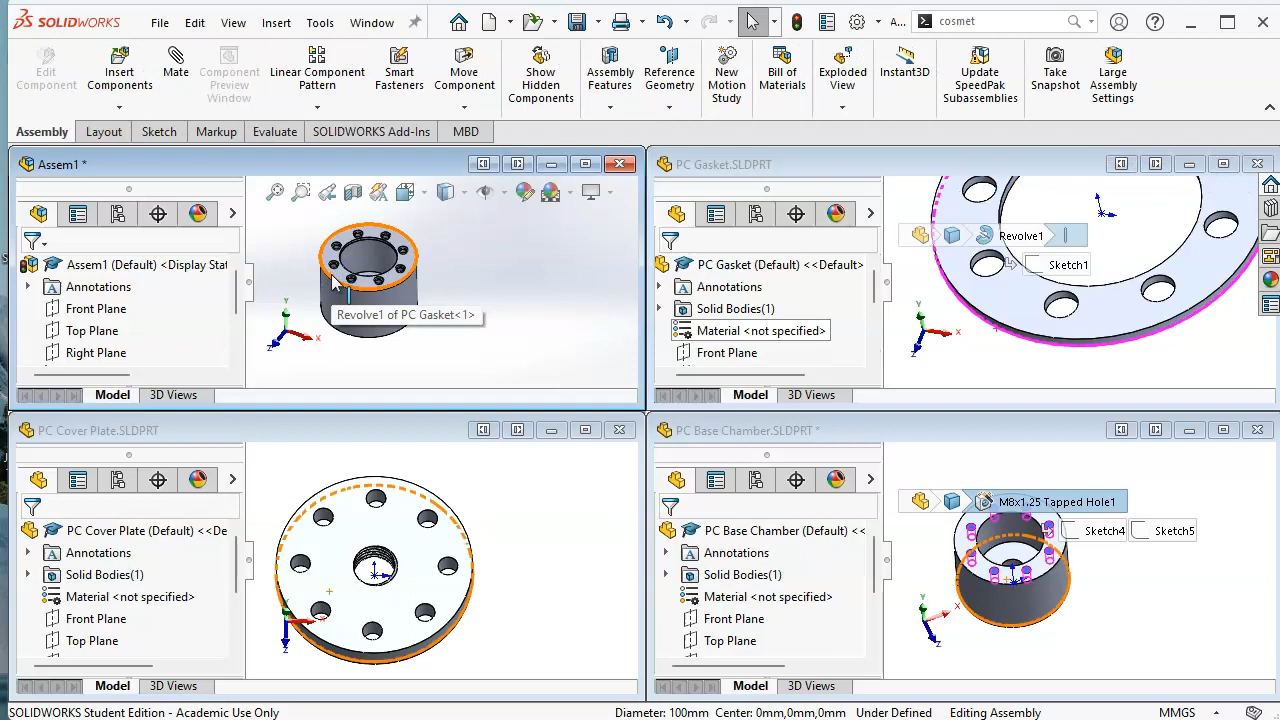 SOLIDWORKS File Edit View Insert Tools Window A... cosmet
Edit Component
Insert Components
Mate
Component Preview Window
Linear Component Pattern
Smart Fasteners
Move Component
Show Hidden Components
Assembly Features
Reference Geometry
New Motion Study
Bill of Materials
Exploded View
Instant3D
Update SpeedPak Subassemblies
Take Snapshot
Large Assembly Settings
Assembly Layout Sketch Markup Evaluate SOLIDWORKS Add-Ins MBD
Assem1 *
Assem1 (Default) <Display Stat
Annotations
Front Plane
Top Plane
Right Plane
Revolve1 of PC Gasket<1>
Y
X
Z
Model 3D Views
PC Gasket.SLDPRT
PC Gasket (Default) <<Default>
Annotations
Solid Bodies(1)
Material <not specified>
Front Plane
Revolve1
Sketch1
Y
X
Z
Model 3D Views
PC Cover Plate.SLDPRT
PC Cover Plate (Default) <<De
Annotations
Solid Bodies(1)
Material <not specified>
Front Plane
Top Plane
Y
X
Z
Model 3D Views
PC Base Chamber.SLDPRT *
PC Base Chamber (Default) <<
Annotations
Solid Bodies(1)
Material <not specified>
Front Plane
Top Plane
M8x1.25 Tapped Hole1
Sketch4 Sketch5
Y
X
Z
Model 3D Views
SOLIDWORKS Student Edition - Academic Use Only Diameter: 100mm Center: 0mm,0mm,0mm Under Defined Editing Assembly MMGS